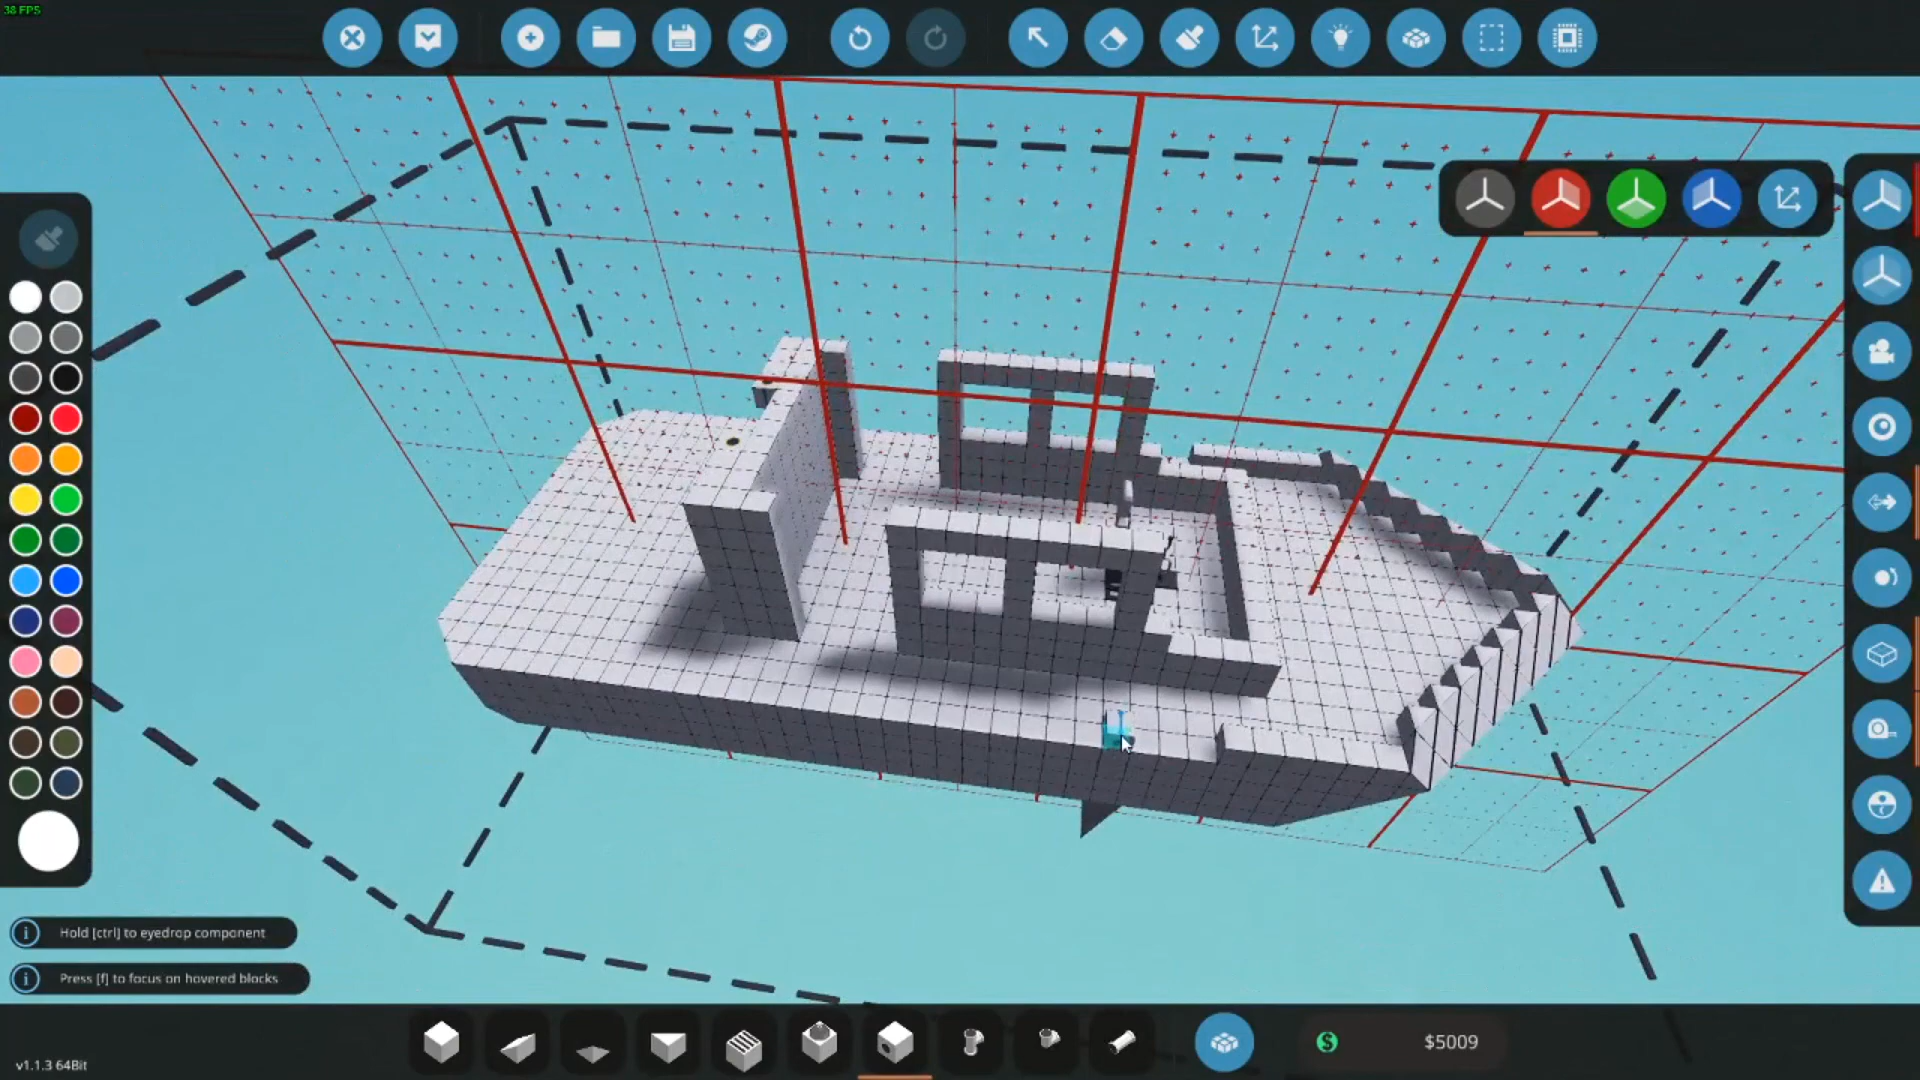 38 FPS
Hold [ctrl] to eyedrop component
Press [f] to focus on hovered blocks
v1.1.3 64Bit
$5009